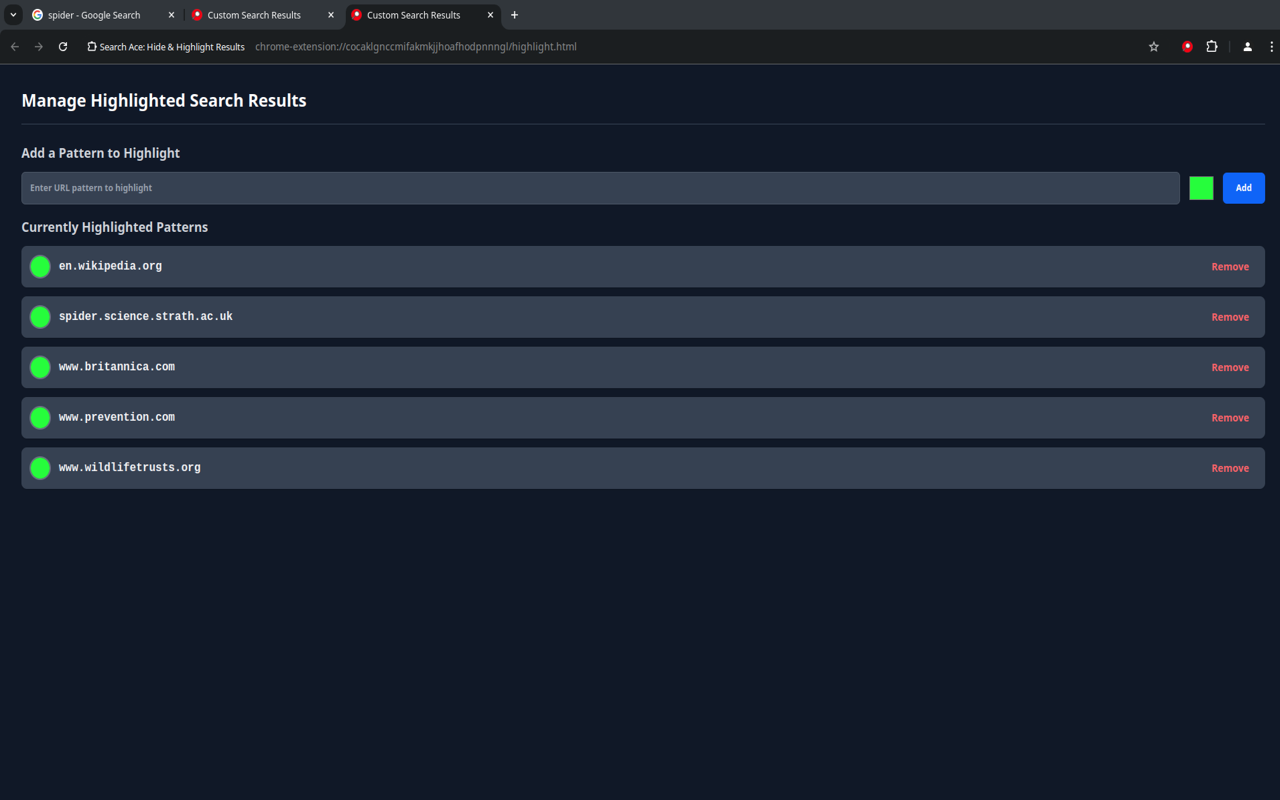 spider - Google Search
Custom Search Results
Custom Search Results
Search Ace: Hide & Highlight Results
chrome-extension://cocaklgnccmifakmkjjhoafhodpnnngl/highlight.html
Manage Highlighted Search Results
Add a Pattern to Highlight
Enter URL pattern to highlight
Add
Currently Highlighted Patterns
en.wikipedia.org
Remove
spider.science.strath.ac.uk
Remove
www.britannica.com
Remove
www.prevention.com
Remove
www.wildlifetrusts.org
Remove